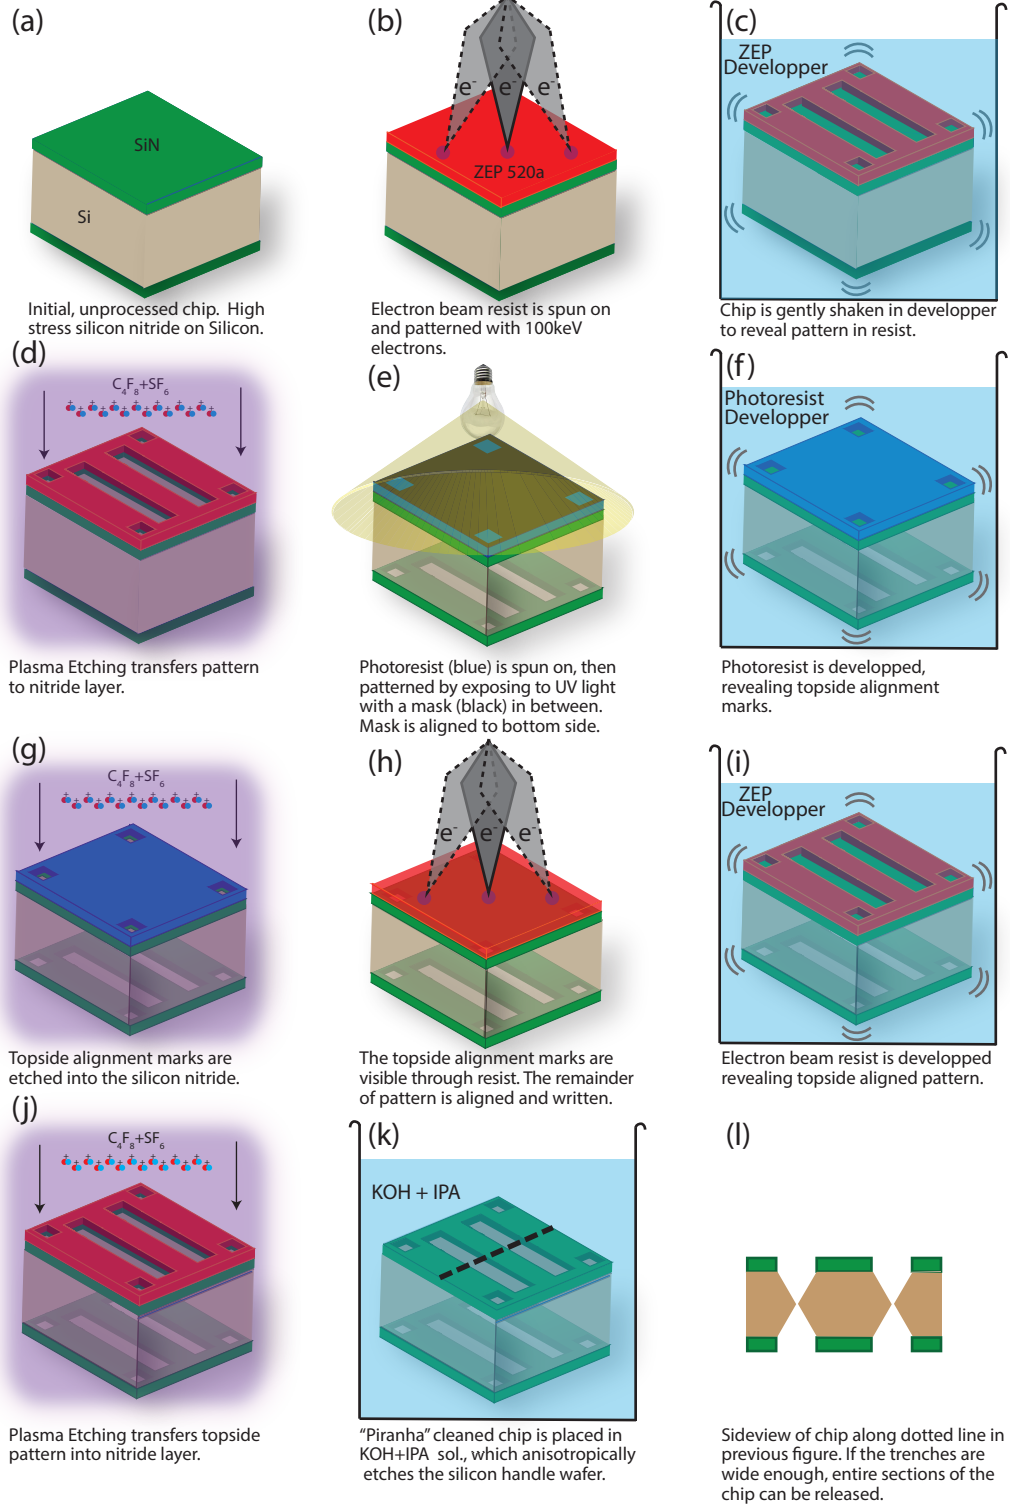 (a)
SiN
Si
Initial, unprocessed chip.  High
stress silicon nitride on Silicon.
(b)
e- e- e-
ZEP 520a
Electron beam resist is spun on
and patterned with 100keV
electrons.
(c)
ZEP
Developper
Chip is gently shaken in developper
to reveal pattern in resist.
(d)
C4F8+SF6
+ + + + + + + + + + + + + +
Plasma Etching transfers pattern
to nitride layer.
(e)
Photoresist (blue) is spun on, then
patterned by exposing to UV light
with a mask (black) in between.
Mask is aligned to bottom side.
(f)
Photoresist
Developper
Photoresist is developped,
revealing topside alignment
marks.
(g)
C4F8+SF6
+ + + + + + + + + + + + + +
Topside alignment marks are
etched into the silicon nitride.
(h)
e- e- e-
The topside alignment marks are
visible through resist. The remainder
of pattern is aligned and written.
(i)
ZEP
Developper
Electron beam resist is developped
revealing topside aligned pattern.
(j)
C4F8+SF6
+ + + + + + + + + + + + + +
Plasma Etching transfers topside
pattern into nitride layer.
(k)
KOH + IPA
“Piranha” cleaned chip is placed in
KOH+IPA  sol., which anisotropically
etches the silicon handle wafer.
(l)
Sideview of chip along dotted line in
previous figure. If the trenches are
wide enough, entire sections of the
chip can be released.